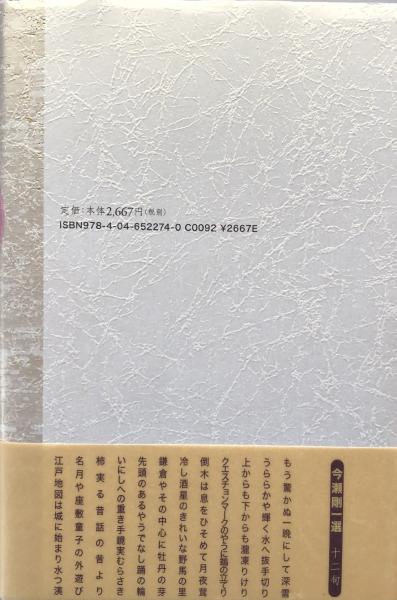 定価:本体2,667円(税別)
ISBN978-4-04-652274-0 C0092 ¥2667E
今瀬剛一選 十二句
もう驚かぬ一晩にして深雪
うららかや輝く水へ抜手切り
上からも下からも瀧凍りけり
クエスチョンマークのやうに鶴の立てり
倒木は息をひそめて月夜茸
冷し酒星のきれいな野馬の里
鎌倉やその中心に牡丹の芽
先頭のあるやうでなし踊の輪
いにしへの重き手鏡実むらさき
柿実る昔話の昔より
名月や座敷童子の外遊び
江戸地図は城に始まり水つ洟